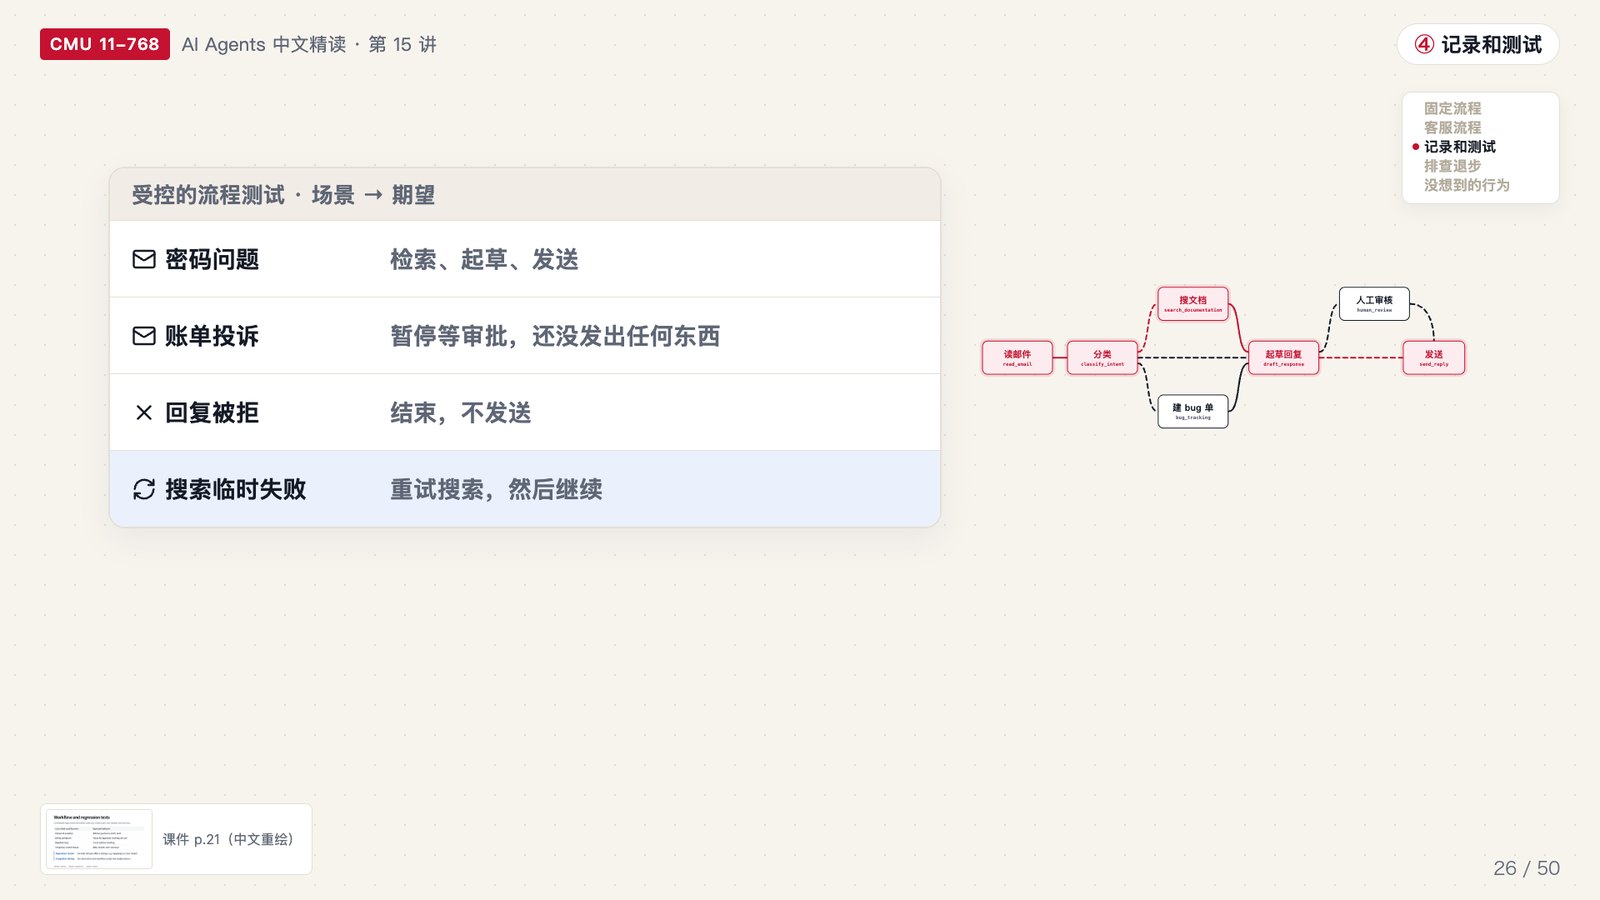 CMU 11-768 AI Agents 中文精读 · 第 15 讲
④ 记录和测试
固定流程
客服流程
记录和测试
排查退步
没想到的行为
受控的流程测试 · 场景 → 期望
密码问题 检索、起草、发送
账单投诉 暂停等审批，还没发出任何东西
回复被拒 结束，不发送
搜索临时失败 重试搜索，然后继续
搜文档
search_documentation
人工审核
human_review
读邮件
read_email
分类
classify_intent
起草回复
draft_response
发送
send_reply
建 bug 单
bug_tracking
Workflow and regression tests
课件 p.21（中文重绘）
26 / 50